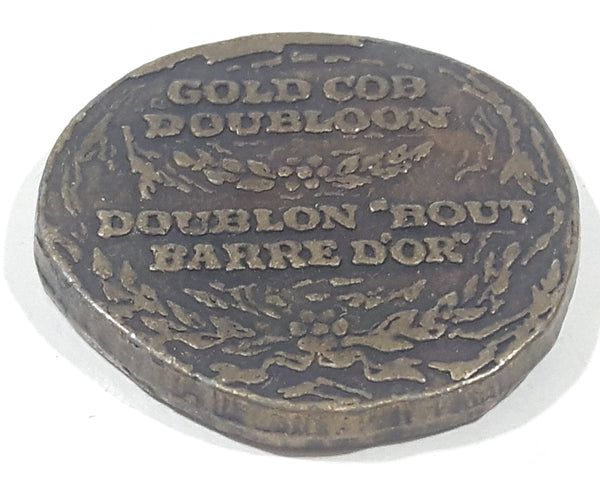 GOLD COB
DOUBLOON
DOUBLON "BOUT
BARRE D'OR"